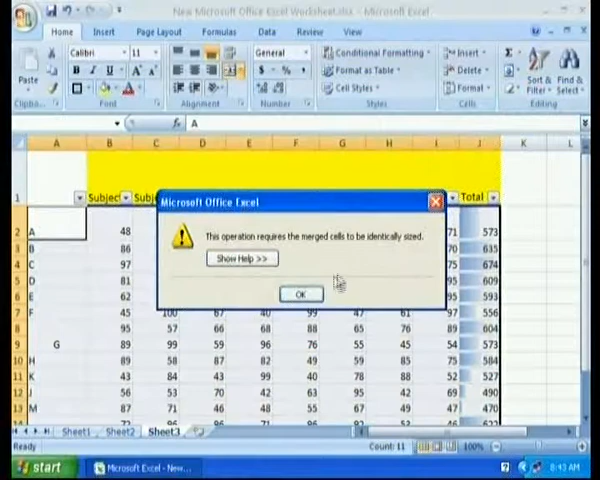 New Microsoft Office Excel Worksheet.xlsx - Microsoft Excel
Home Insert Page Layout Formulas Data Review View
Calibri 11 General Conditional Formatting Insert
Paste B I U A A $ % , Format as Table Delete Sort & Find &
Cell Styles Format Filter Select
Clipboard Font Alignment Number Styles Cells Editing
fx A
A B C D E F G H I J K L
1 Subject Total
Microsoft Office Excel
This operation requires the merged cells to be identically sized.
Show Help >>
OK
2 A 48 71 573
3 B 86 70 635
4 C 97 75 674
5 D 81 95 609
6 E 62 95 593
7 F 45 100 67 40 99 47 61 97 556
8 95 57 66 68 88 65 76 89 604
9 G 89 99 59 96 76 55 45 54 573
10 H 89 58 87 82 49 59 85 75 584
11 K 43 84 43 99 40 78 88 52 527
12 J 56 53 70 42 63 95 42 69 490
13 M 87 71 46 48 55 67 49 47 470
Sheet1 Sheet2 Sheet3
Ready Count: 11 100%
start Microsoft Excel - New... 8:43 AM